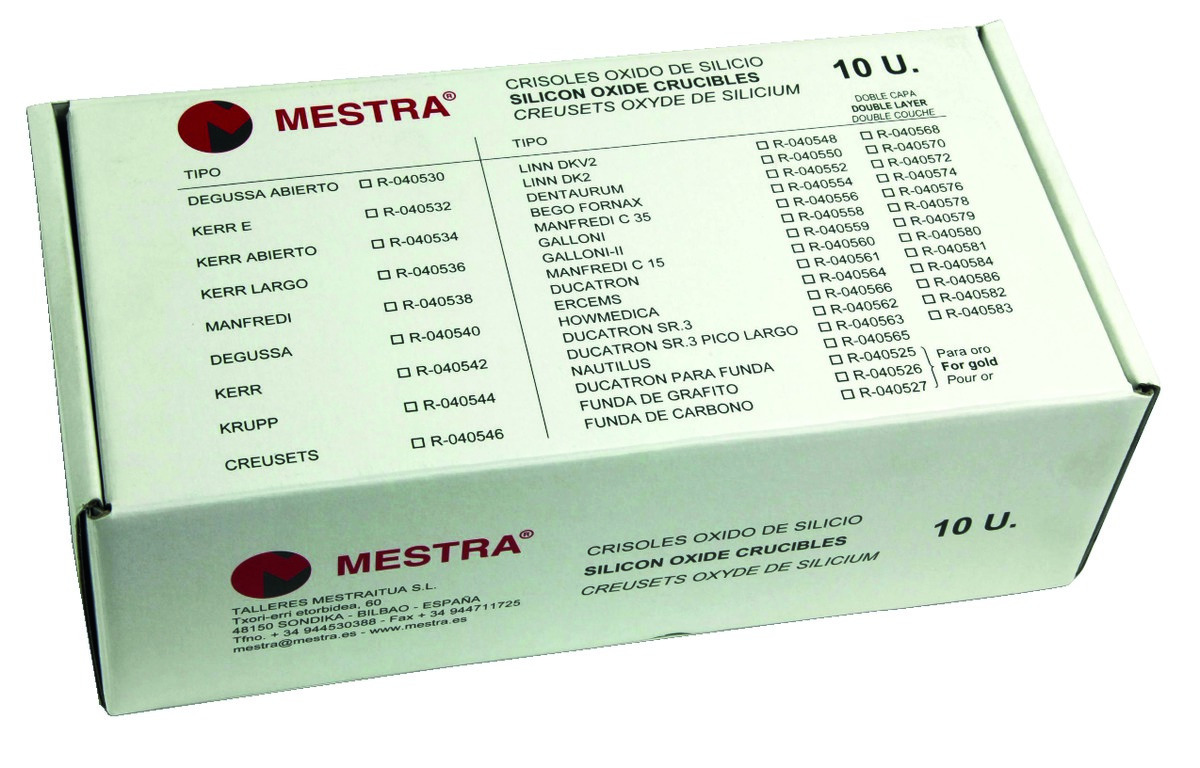 MESTRA®
CRISOLES OXIDO DE SILICIO
SILICON OXIDE CRUCIBLES
CREUSETS OXYDE DE SILICIUM
10 U.
DOBLE CAPA
DOUBLE LAYER
DOUBLE COUCHE
TIPO
DEGUSSA ABIERTO ☐ R-040530
KERR E ☐ R-040532
KERR ABIERTO ☐ R-040534
KERR LARGO ☐ R-040536
MANFREDI ☐ R-040538
DEGUSSA ☐ R-040540
KERR ☐ R-040542
KRUPP ☐ R-040544
CREUSETS ☐ R-040546
TIPO
LINN DKV2 ☐ R-040548 ☐ R-040568
LINN DK2 ☐ R-040550 ☐ R-040570
DENTAURUM ☐ R-040552 ☐ R-040572
BEGO FORNAX ☐ R-040554 ☐ R-040574
MANFREDI C 35 ☐ R-040556 ☐ R-040576
GALLONI ☐ R-040558 ☐ R-040578
GALLONI-II ☐ R-040559 ☐ R-040579
MANFREDI C 15 ☐ R-040560 ☐ R-040580
DUCATRON ☐ R-040561 ☐ R-040581
ERCEMS ☐ R-040564 ☐ R-040584
HOWMEDICA ☐ R-040566 ☐ R-040586
DUCATRON SR.3 ☐ R-040562 ☐ R-040582
DUCATRON SR.3 PICO LARGO ☐ R-040563 ☐ R-040583
NAUTILUS ☐ R-040565
DUCATRON PARA FUNDA ☐ R-040525 Para oro
FUNDA DE GRAFITO ☐ R-040526 For gold
FUNDA DE CARBONO ☐ R-040527 Pour or
MESTRA®
TALLERES MESTRAITUA S.L.
Txori-erri etorbidea, 60
48150 SONDIKA - BILBAO - ESPAÑA
Tfno. + 34 944530388 - Fax + 34 944711725
mestra@mestra.es - www.mestra.es
CRISOLES OXIDO DE SILICIO
SILICON OXIDE CRUCIBLES
CREUSETS OXYDE DE SILICIUM
10 U.